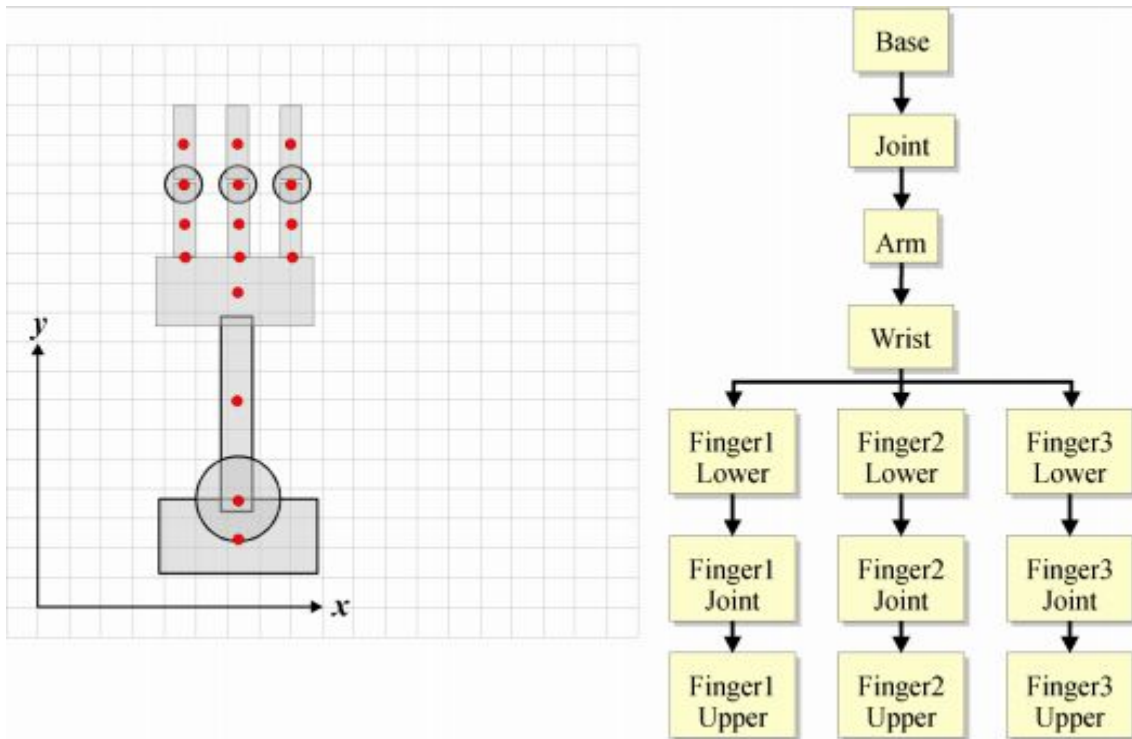 y
x
Base
Joint
Arm
Wrist
Finger1
Lower
Finger2
Lower
Finger3
Lower
Finger1
Joint
Finger2
Joint
Finger3
Joint
Finger1
Upper
Finger2
Upper
Finger3
Upper